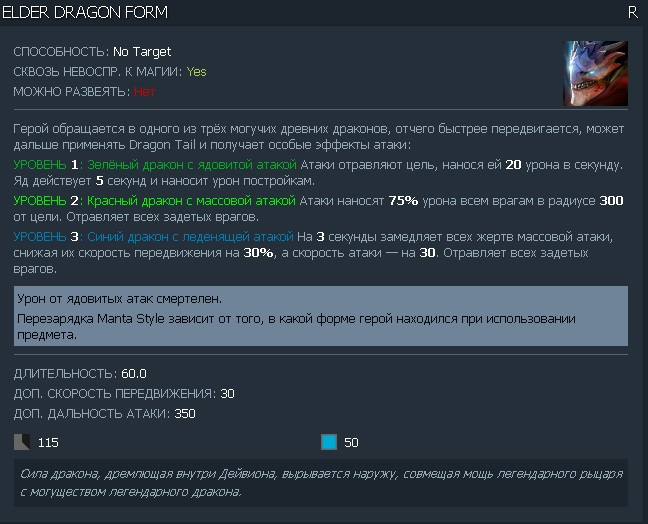 ELDER DRAGON FORM R
СПОСОБНОСТЬ: No Target
СКВОЗЬ НЕВОСПР. К МАГИИ: Yes
МОЖНО РАЗВЕЯТЬ: Нет
Герой обращается в одного из трёх могучих древних драконов, отчего быстрее передвигается, может
дальше применять Dragon Tail и получает особые эффекты атаки:
УРОВЕНЬ 1: Зелёный дракон с ядовитой атакой Атаки отравляют цель, нанося ей 20 урона в секунду.
Яд действует 5 секунд и наносит урон постройкам.
УРОВЕНЬ 2: Красный дракон с массовой атакой Атаки наносят 75% урона всем врагам в радиусе 300
от цели. Отравляет всех задетых врагов.
УРОВЕНЬ 3: Синий дракон с леденящей атакой На 3 секунды замедляет всех жертв массовой атаки,
снижая их скорость передвижения на 30%, а скорость атаки — на 30. Отравляет всех задетых
врагов.
Урон от ядовитых атак смертелен.
Перезарядка Manta Style зависит от того, в какой форме герой находился при использовании
предмета.
ДЛИТЕЛЬНОСТЬ: 60.0
ДОП. СКОРОСТЬ ПЕРЕДВИЖЕНИЯ: 30
ДОП. ДАЛЬНОСТЬ АТАКИ: 350
115 50
Сила дракона, дремлющая внутри Дейвиона, вырывается наружу, совмещая мощь легендарного рыцаря
с могуществом легендарного дракона.